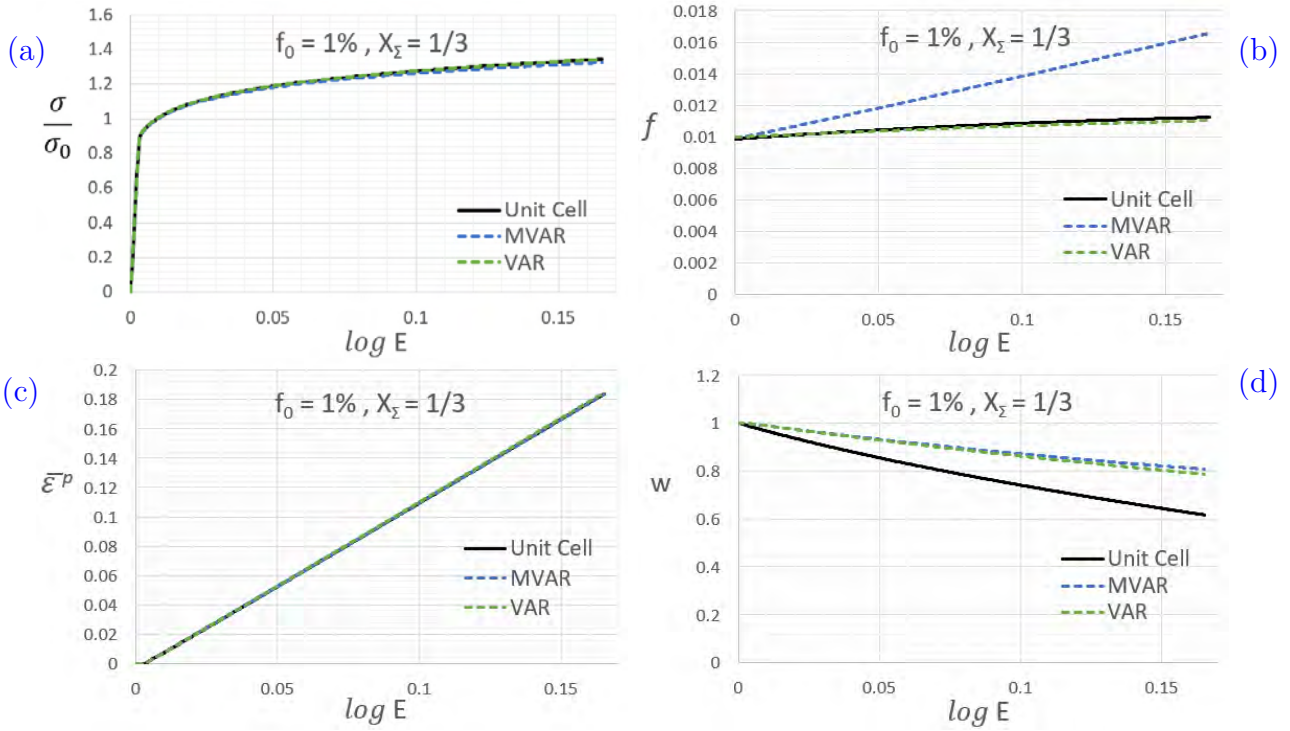 (a)
1.6
1.4
1.2
1
0.8
0.6
0.4
0.2
0
σ
σ₀
f₀ = 1% , X_Σ = 1/3
Unit Cell
MVAR
VAR
0
0.05
0.1
0.15
log E
(b)
0.018
0.016
0.014
0.012
0.01
0.008
0.006
0.004
0.002
0
f
f₀ = 1% , X_Σ = 1/3
Unit Cell
MVAR
VAR
0
0.05
0.1
0.15
log E
(c)
0.2
0.18
0.16
0.14
0.12
0.1
0.08
0.06
0.04
0.02
0
ε̄ᵖ
f₀ = 1% , X_Σ = 1/3
Unit Cell
MVAR
VAR
0
0.05
0.1
0.15
log E
(d)
1.2
1
0.8
0.6
0.4
0.2
0
w
f₀ = 1% , X_Σ = 1/3
Unit Cell
MVAR
VAR
0
0.05
0.1
0.15
log E